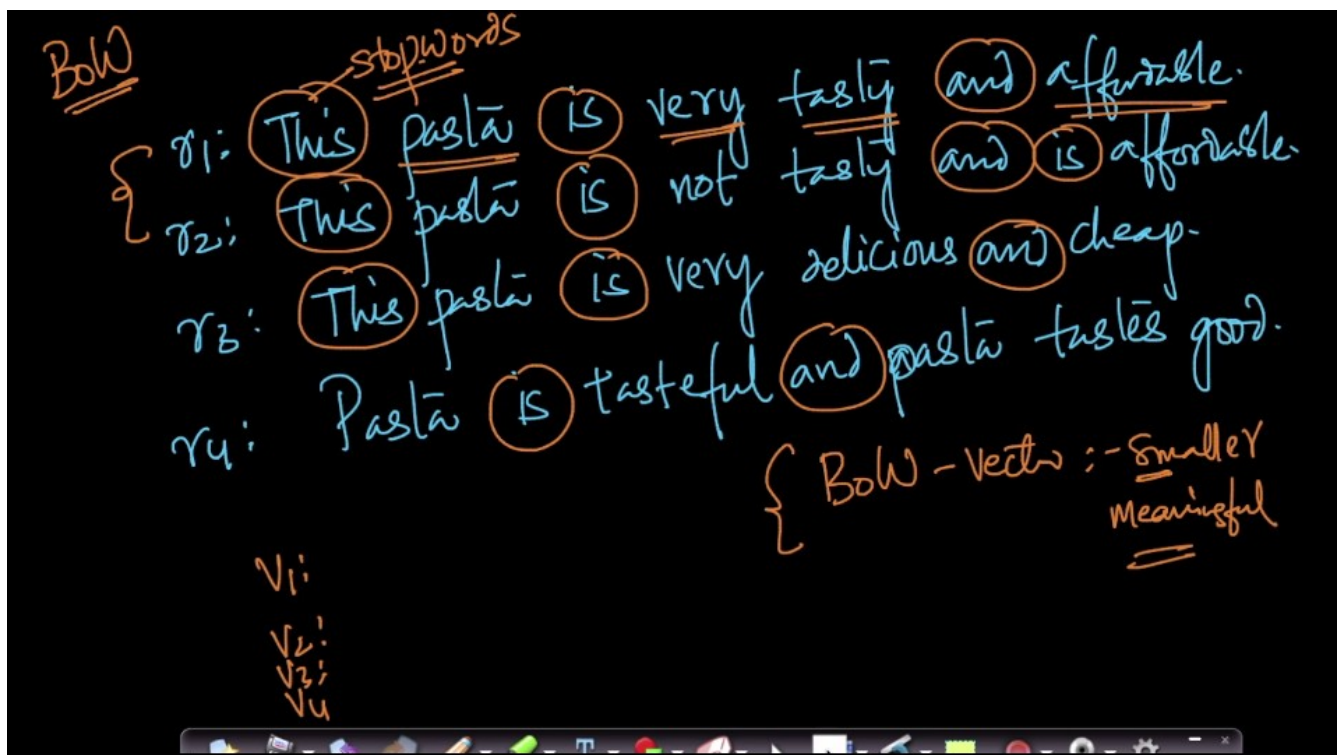 BoW
stopwords
r1: This pasta is very tasty and affordable.
r2: This pasta is not tasty and is affordable.
r3: This pasta is very delicious and cheap.
r4: Pasta is tasteful and pasta tastes good.
BoW - Vector :- Smaller
Meaningful
V1:
V2:
V3:
V4